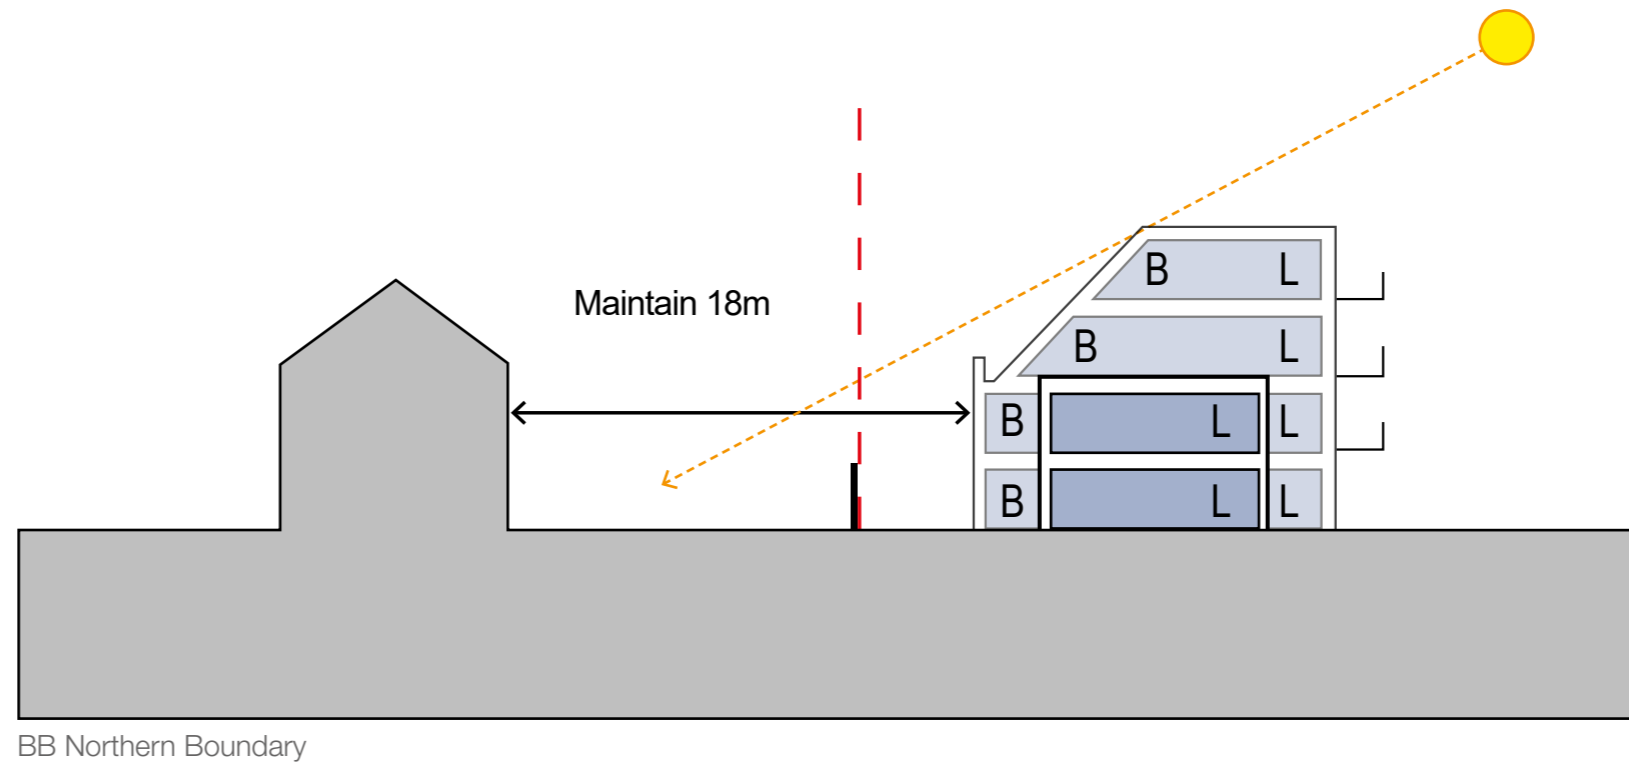 Maintain 18m
B L
B L
B L L
B L L
BB Northern Boundary